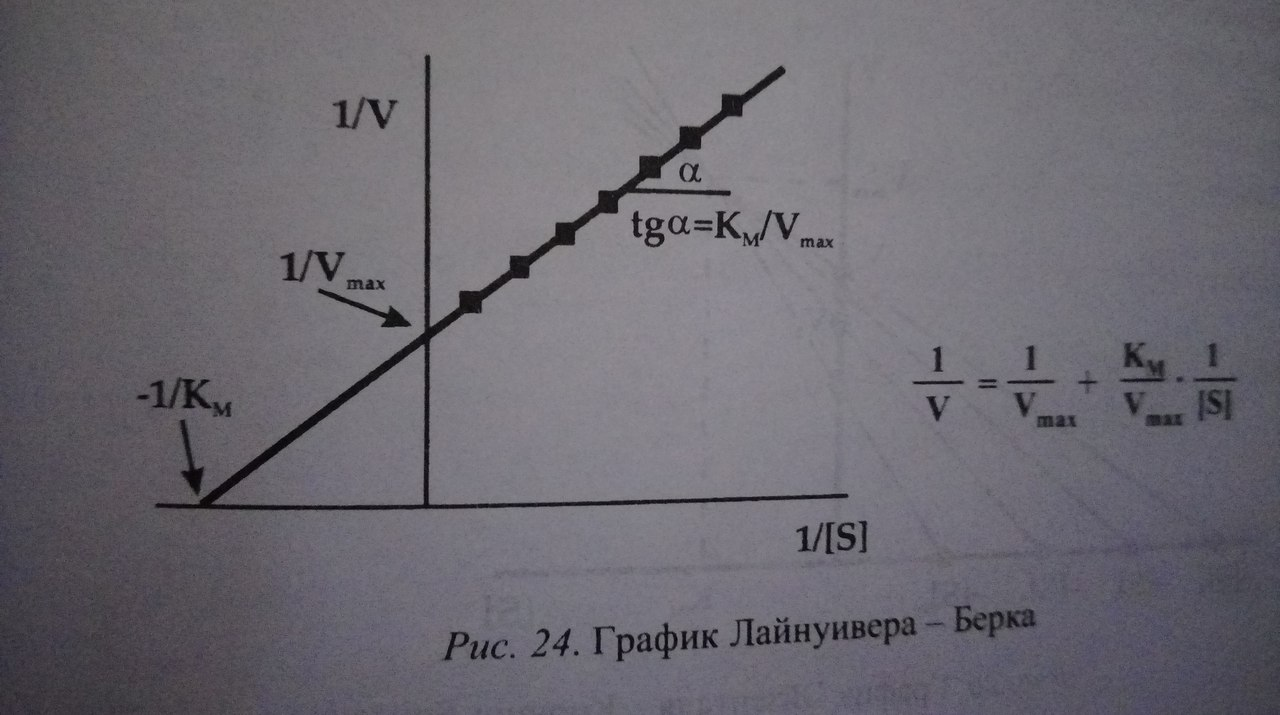 1/V
α
tgα=K_M/V_max
1/V_max
-1/K_M
1/V = 1/V_max + K_M/V_max · 1/[S]
1/[S]
Рис. 24. График Лайнуивера – Берка